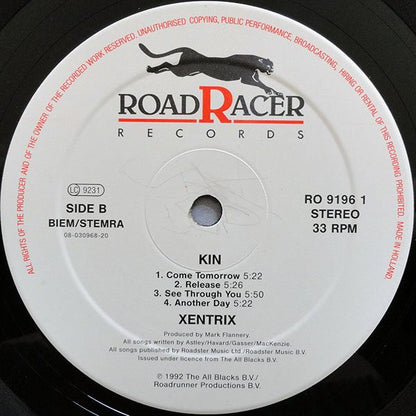 ALL RIGHTS OF THE PRODUCER AND OF THE OWNER OF THE RECORDED WORK RESERVED. UNAUTHORISED COPYING, PUBLIC PERFORMANCE, BROADCASTING, HIRING OR RENTAL OF THIS RECORDING PROHIBITED. MADE IN HOLLAND.
ROADRACER
RECORDS
LC 9231
SIDE B
BIEM/STEMRA
08-030968-20
RO 9196 1
STEREO
33 RPM
KIN
1. Come Tomorrow 5:22
2. Release 5:26
3. See Through You 5:50
4. Another Day 5:22
XENTRIX
Produced by Mark Flannery.
All songs written by Astley/Havard/Gasser/MacKenzie.
All songs published by Roadster Music Ltd./Roadster Music B.V.
Issued under licence from The All Blacks B.V.
℗ © 1992 The All Blacks B.V./
Roadrunner Productions B.V.